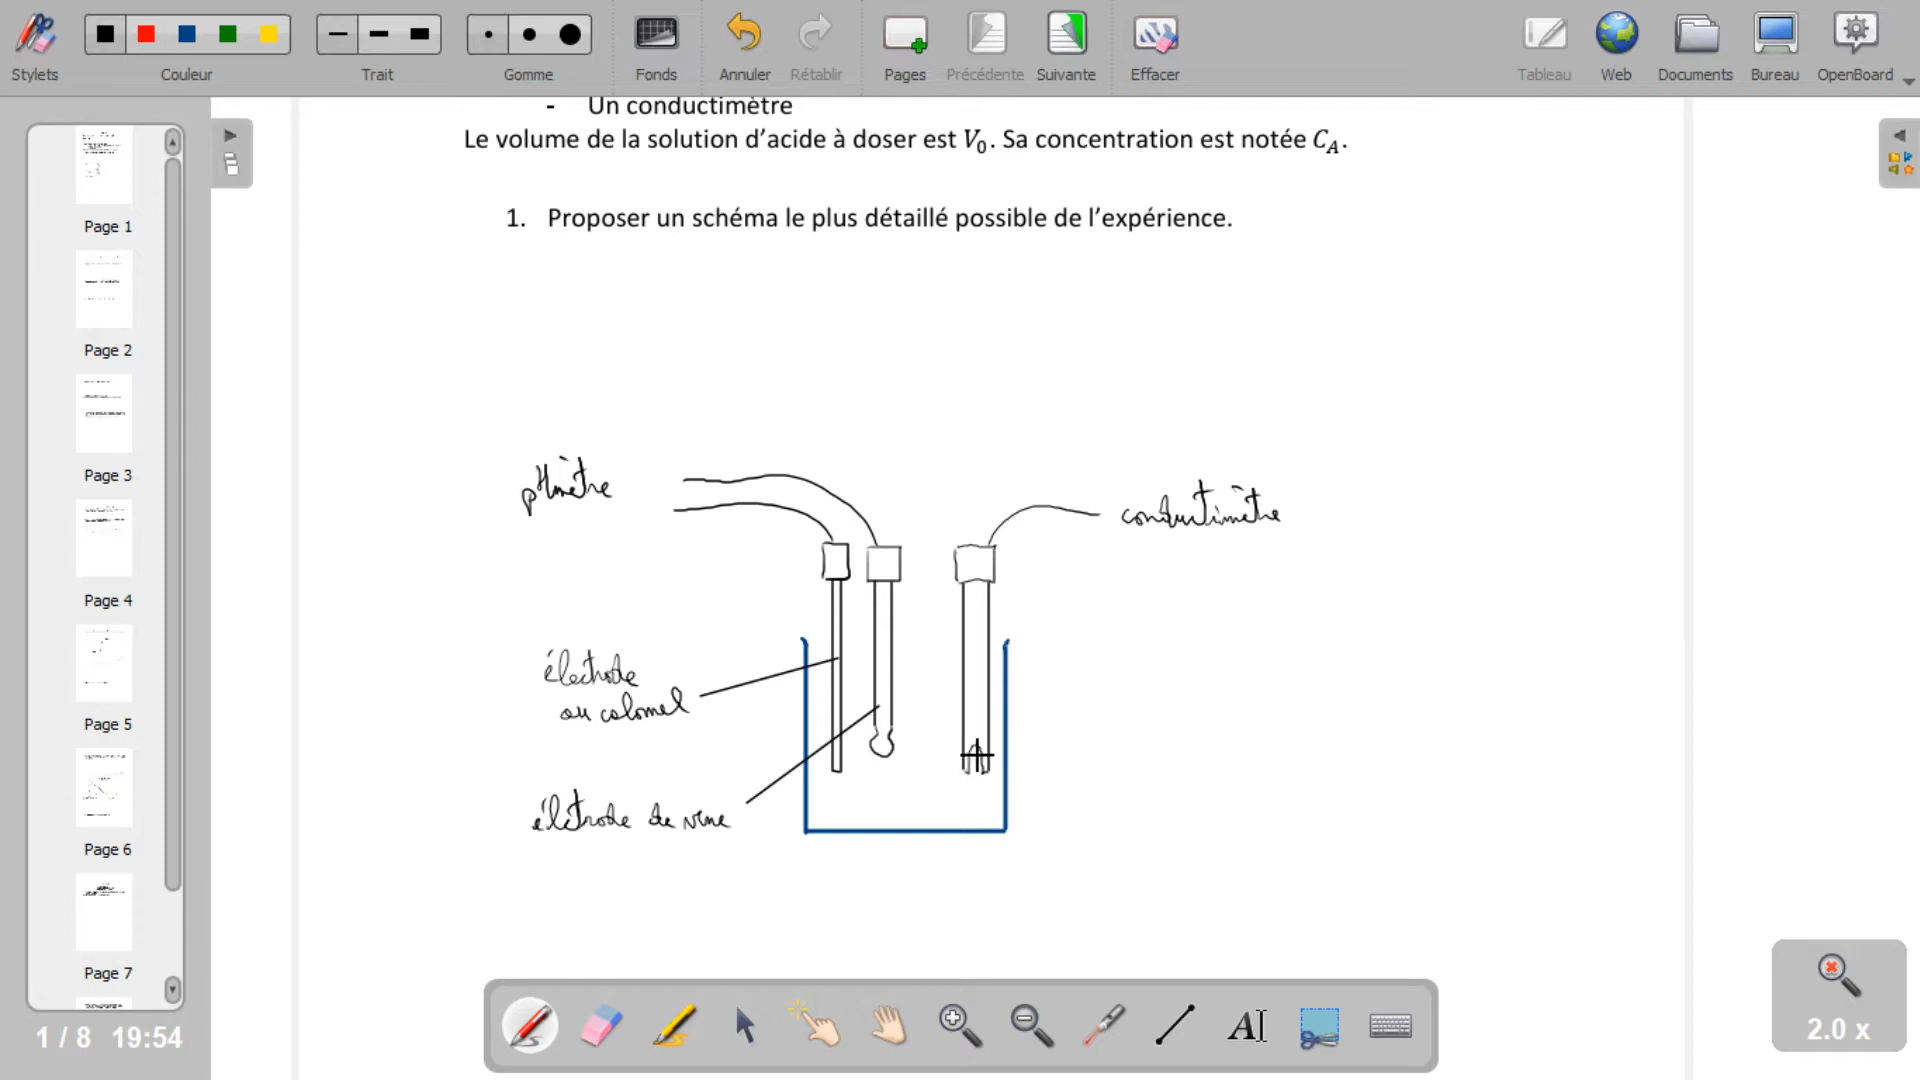 Stylets
Couleur
Trait
Gomme
Fonds
Annuler
Rétablir
Pages
Précédente
Suivante
Effacer
Tableau
Web
Documents
Bureau
OpenBoard
- Un conductimètre
Le volume de la solution d’acide à doser est V₀. Sa concentration est notée C_A.
1. Proposer un schéma le plus détaillé possible de l’expérience.
pHmètre
conductimètre
électrode
au calomel
électrode de verre
Page 1
Page 2
Page 3
Page 4
Page 5
Page 6
Page 7
1 / 8 19:54
AI
2.0 x